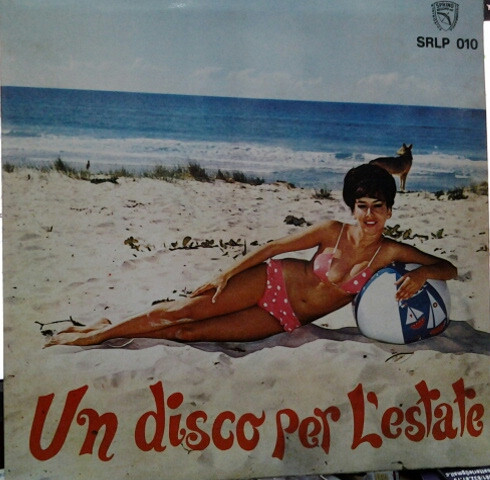 SRLP 010
Un disco per L'estate